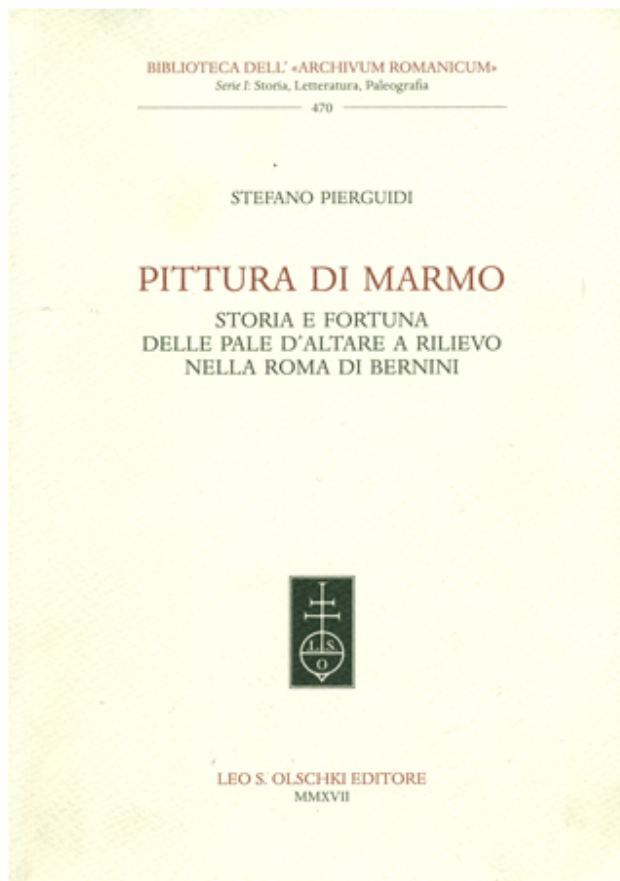 BIBLIOTECA DELL' «ARCHIVUM ROMANICUM»
Serie I: Storia, Letteratura, Paleografia
470
STEFANO PIERGUIDI
PITTURA DI MARMO
STORIA E FORTUNA
DELLE PALE D'ALTARE A RILIEVO
NELLA ROMA DI BERNINI
L. S.
O
LEO S. OLSCHKI EDITORE
MMXVII